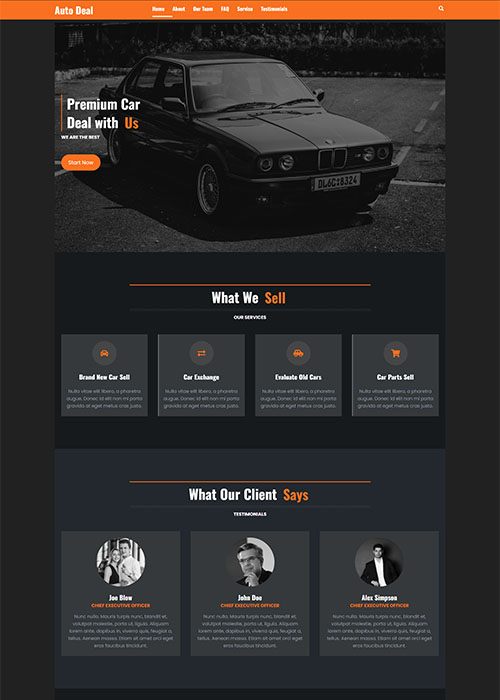 Auto Deal
Home About Our Team FAQ Service Testimonials
Premium Car
Deal with Us
WE ARE THE BEST
Start Now
DL6C 8324
What We Sell
OUR SERVICES
Brand New Car Sell
Nulla vitae elit libero, a pharetra
augue. Donec id elit non mi porta
gravida at eget metus cras justo.
Car Exchange
Nulla vitae elit libero, a pharetra
augue. Donec id elit non mi porta
gravida at eget metus cras justo.
Evaluate Old Cars
Nulla vitae elit libero, a pharetra
augue. Donec id elit non mi porta
gravida at eget metus cras justo.
Car Parts Sell
Nulla vitae elit libero, a pharetra
augue. Donec id elit non mi porta
gravida at eget metus cras justo.
What Our Client Says
TESTIMONIALS
Joe Blow
CHIEF EXECUTIVE OFFICER
Nunc nulla. Mauris turpis nunc, blandit et,
volutpat molestie, porta ut, ligula. Aliquam
lorem ante, dapibus in, viverra quis, feugiat a,
tellus. Aenean massa. Etiam sit amet orci eget
eros faucibus tincidunt.
John Doe
CHIEF EXECUTIVE OFFICER
Nunc nulla. Mauris turpis nunc, blandit et,
volutpat molestie, porta ut, ligula. Aliquam
lorem ante, dapibus in, viverra quis, feugiat a,
tellus. Aenean massa. Etiam sit amet orci eget
eros faucibus tincidunt.
Alex Simpson
CHIEF EXECUTIVE OFFICER
Nunc nulla. Mauris turpis nunc, blandit et,
volutpat molestie, porta ut, ligula. Aliquam
lorem ante, dapibus in, viverra quis, feugiat a,
tellus. Aenean massa. Etiam sit amet orci eget
eros faucibus tincidunt.